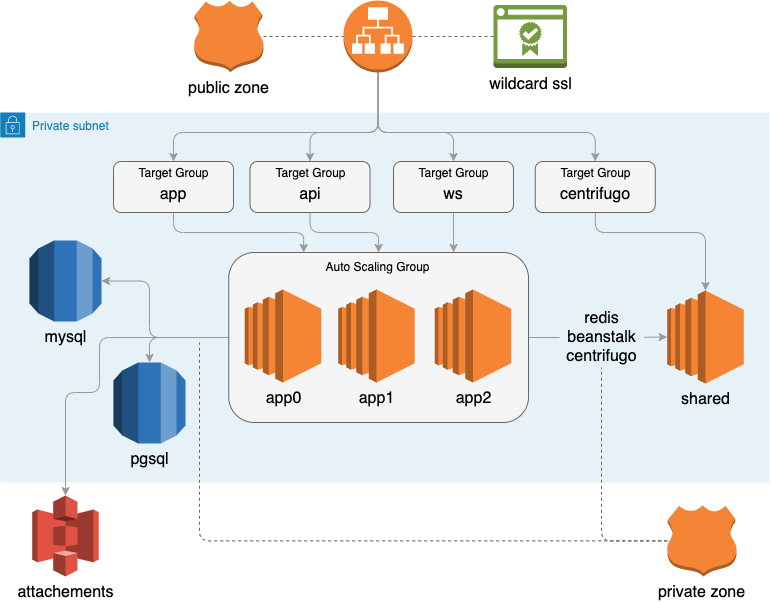 public zone
wildcard ssl
Private subnet
Target Group
app
Target Group
api
Target Group
ws
Target Group
centrifugo
Auto Scaling Group
app0
app1
app2
redis
beanstalk
centrifugo
shared
mysql
pgsql
attachements
private zone